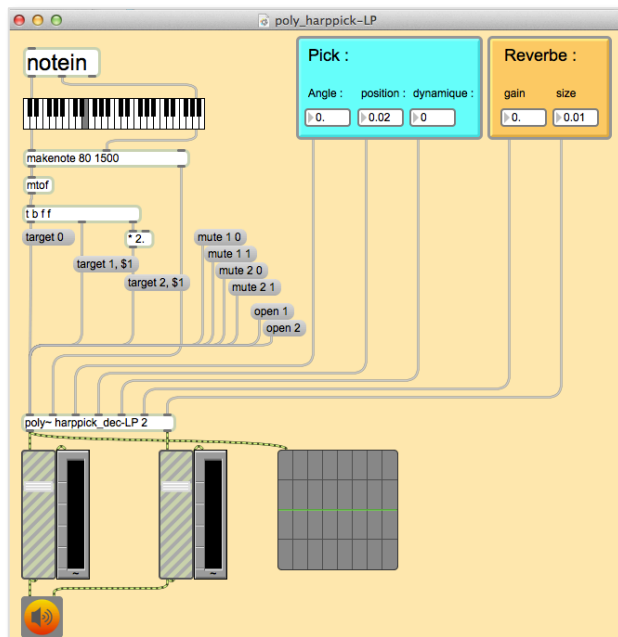 poly_harppick-LP
notein
Pick :
Angle :
position :
dynamique :
0.
0.02
0
Reverbe :
gain
size
0.
0.01
makenote 80 1500
mtof
t b f f
target 0
* 2.
target 1, $1
target 2, $1
mute 1 0
mute 1 1
mute 2 0
mute 2 1
open 1
open 2
poly~ harppick_dec-LP 2
~
~